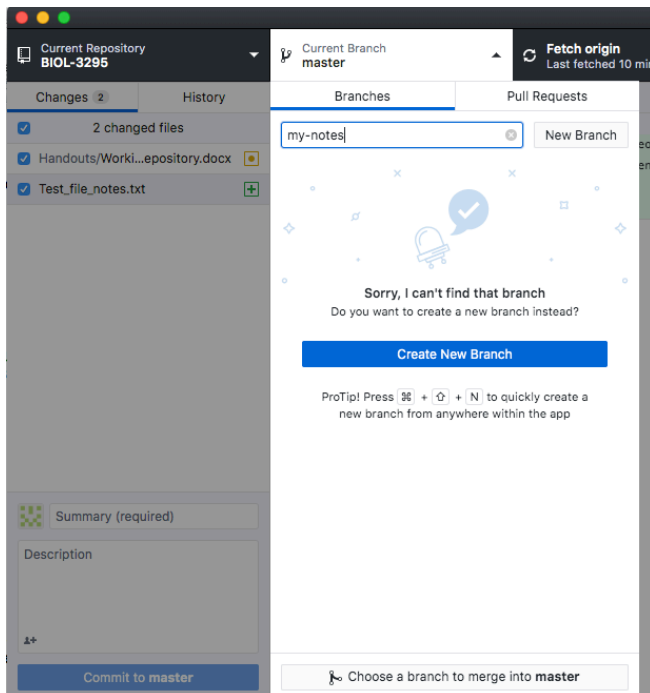 Current Repository
BIOL-3295
Current Branch
master
Fetch origin
Last fetched 10 min
Changes 2
History
Branches
Pull Requests
2 changed files
my-notes
New Branch
Handouts/Worki...epository.docx
Test_file_notes.txt
Sorry, I can't find that branch
Do you want to create a new branch instead?
Create New Branch
ProTip! Press ⌘ + ⇧ + N to quickly create a
new branch from anywhere within the app
Summary (required)
Description
Commit to master
Choose a branch to merge into master